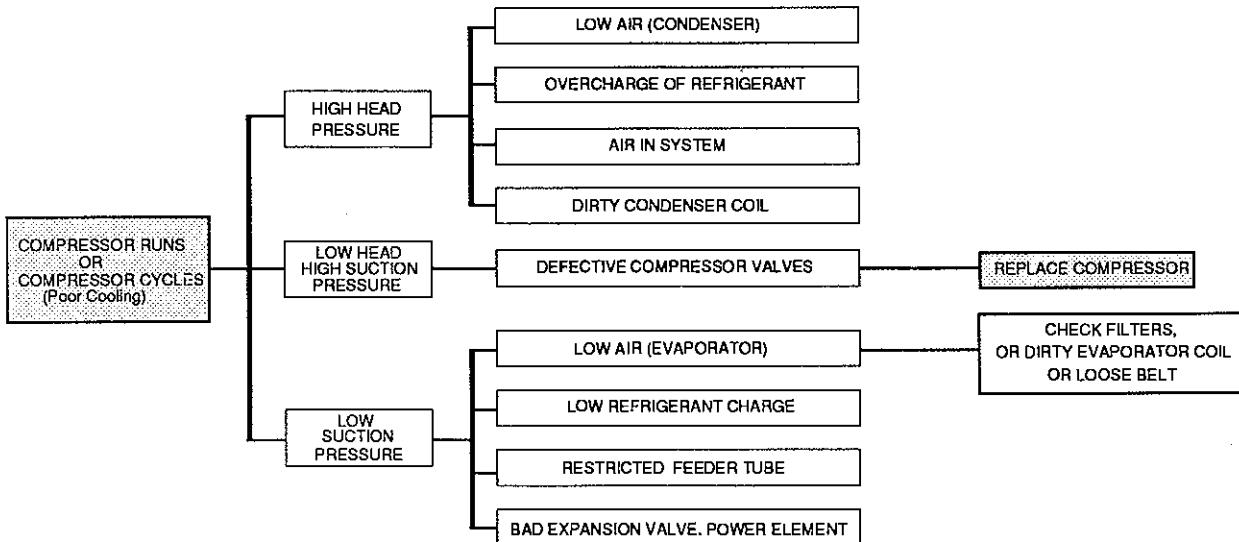 COMPRESSOR RUNS
OR
COMPRESSOR CYCLES
(Poor Cooling)
HIGH HEAD
PRESSURE
LOW AIR (CONDENSER)
OVERCHARGE OF REFRIGERANT
AIR IN SYSTEM
DIRTY CONDENSER COIL
LOW HEAD
HIGH SUCTION
PRESSURE
DEFECTIVE COMPRESSOR VALVES
REPLACE COMPRESSOR
LOW
SUCTION
PRESSURE
LOW AIR (EVAPORATOR)
CHECK FILTERS,
OR DIRTY EVAPORATOR COIL
OR LOOSE BELT
LOW REFRIGERANT CHARGE
RESTRICTED FEEDER TUBE
BAD EXPANSION VALVE. POWER ELEMENT